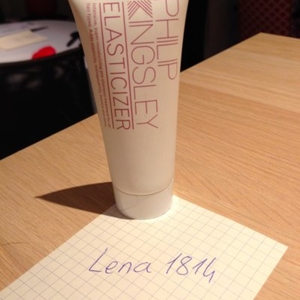 PHILIP
KINGSLEY
ELASTICIZER
Lena 1814